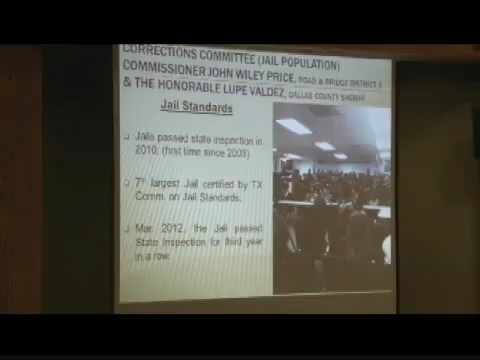 CORRECTIONS COMMITTEE (JAIL POPULATION)
COMMISSIONER JOHN WILEY PRICE, ROAD & BRIDGE DISTRICT 3
& THE HONORABLE LUPE VALDEZ, DALLAS COUNTY SHERIFF
Jail Standards
Jails passed state inspection in
2010, (first time since 2003)
7th largest Jail certified by TX
Comm. on Jail Standards.
Mar. 2012, the Jail passed
State Inspection for third year
in a row.